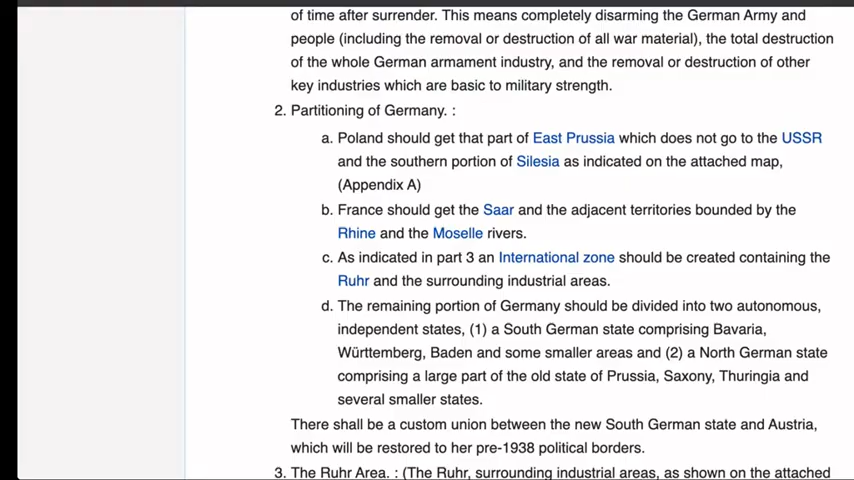 of time after surrender. This means completely disarming the German Army and
people (including the removal or destruction of all war material), the total destruction
of the whole German armament industry, and the removal or destruction of other
key industries which are basic to military strength.
2. Partitioning of Germany. :
a. Poland should get that part of East Prussia which does not go to the USSR
and the southern portion of Silesia as indicated on the attached map,
(Appendix A)
b. France should get the Saar and the adjacent territories bounded by the
Rhine and the Moselle rivers.
c. As indicated in part 3 an International zone should be created containing the
Ruhr and the surrounding industrial areas.
d. The remaining portion of Germany should be divided into two autonomous,
independent states, (1) a South German state comprising Bavaria,
Württemberg, Baden and some smaller areas and (2) a North German state
comprising a large part of the old state of Prussia, Saxony, Thuringia and
several smaller states.
There shall be a custom union between the new South German state and Austria,
which will be restored to her pre-1938 political borders.
3. The Ruhr Area. : (The Ruhr, surrounding industrial areas, as shown on the attached